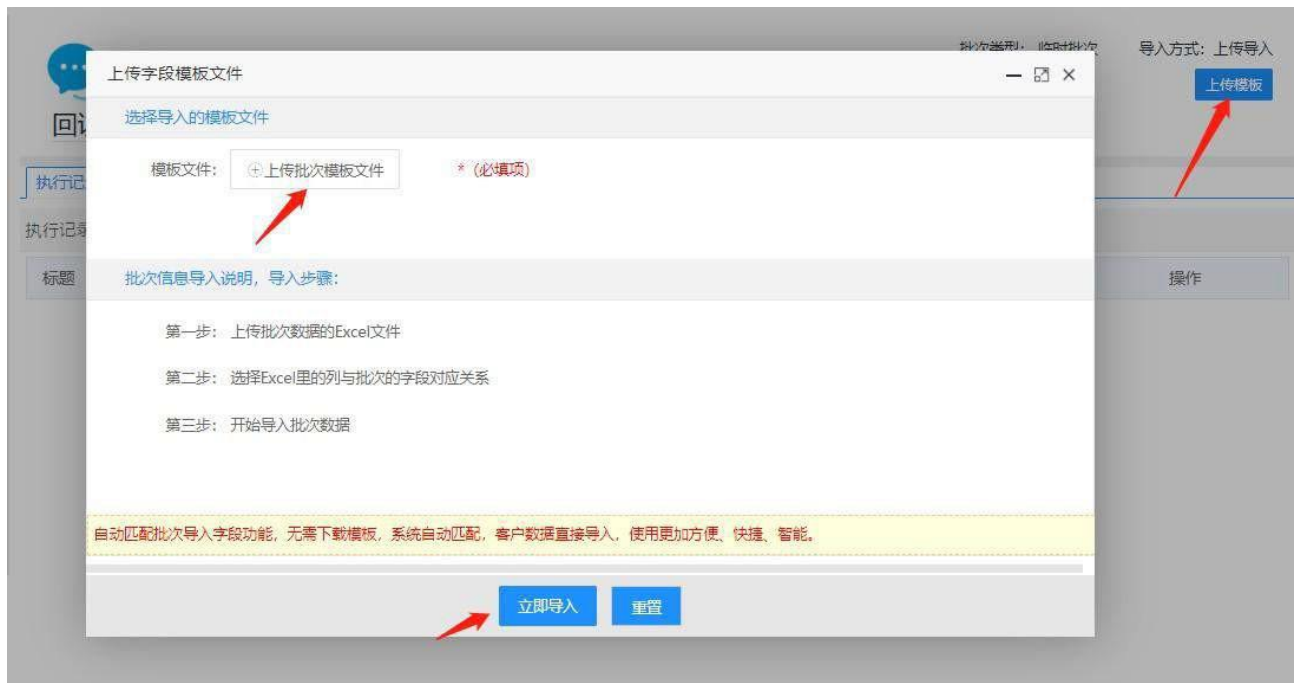 批次类型： 临时批次 导入方式：上传导入
上传模板
上传字段模板文件
回
选择导入的模板文件
模板文件： 上传批次模板文件 *（必填项）
执行记
执行记录
标题
批次信息导入说明，导入步骤：
操作
第一步： 上传批次数据的Excel文件
第二步： 选择Excel里的列与批次的字段对应关系
第三步： 开始导入批次数据
自动匹配批次导入字段功能，无需下载模板，系统自动匹配，客户数据直接导入，使用更加方便、快捷、智能。
立即导入 重置